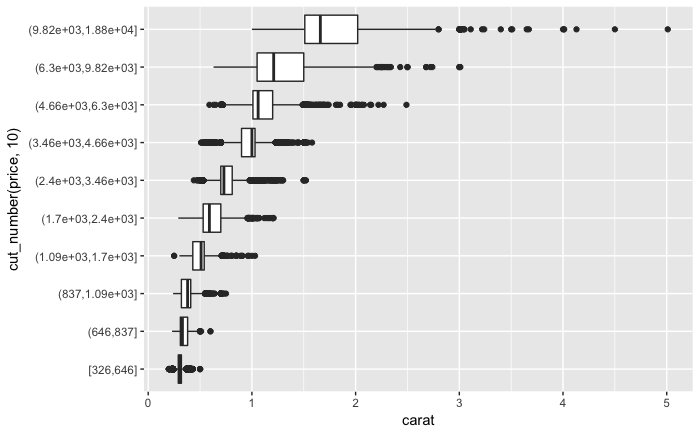 cut_number(price, 10)
(9.82e+03,1.88e+04]
(6.3e+03,9.82e+03]
(4.66e+03,6.3e+03]
(3.46e+03,4.66e+03]
(2.4e+03,3.46e+03]
(1.7e+03,2.4e+03]
(1.09e+03,1.7e+03]
(837,1.09e+03]
(646,837]
[326,646]
0 1 2 3 4 5
carat